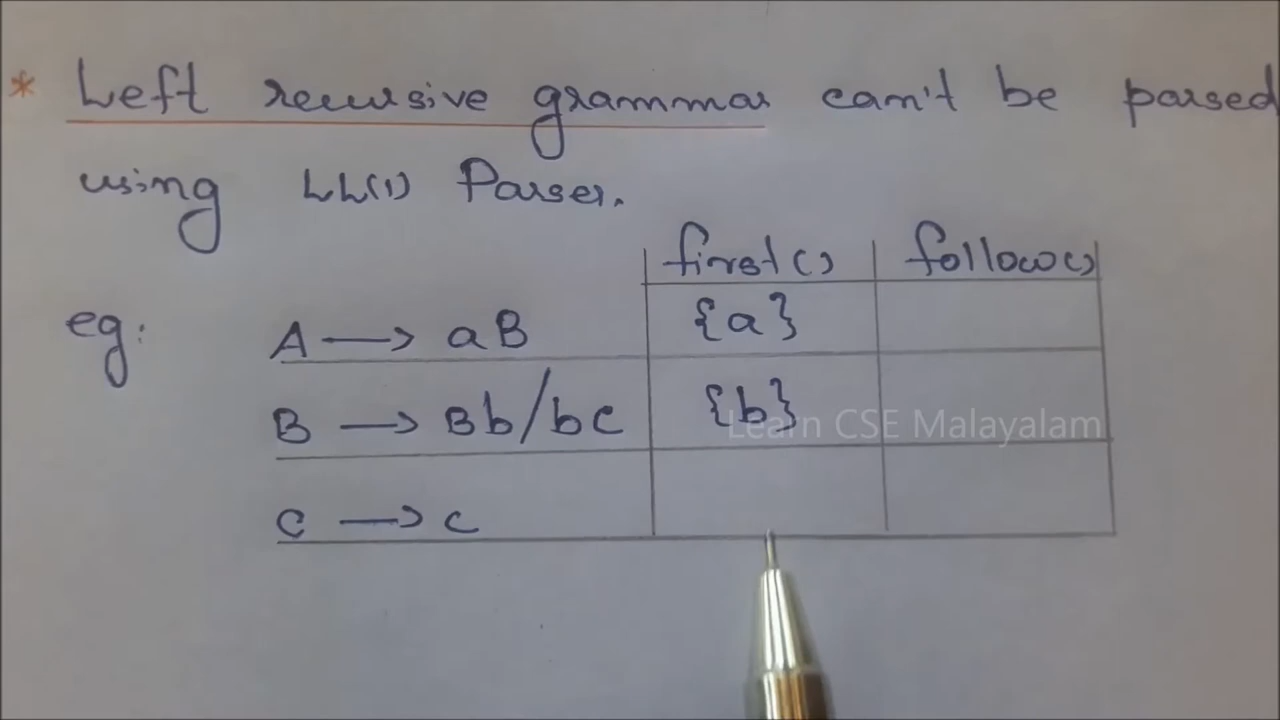 * Left recursive grammar can't be parsed
using LL(1) Parser.
first() follow()
eg: A → aB {a}
B → Bb/bC {b}
Learn CSE Malayalam
C → c